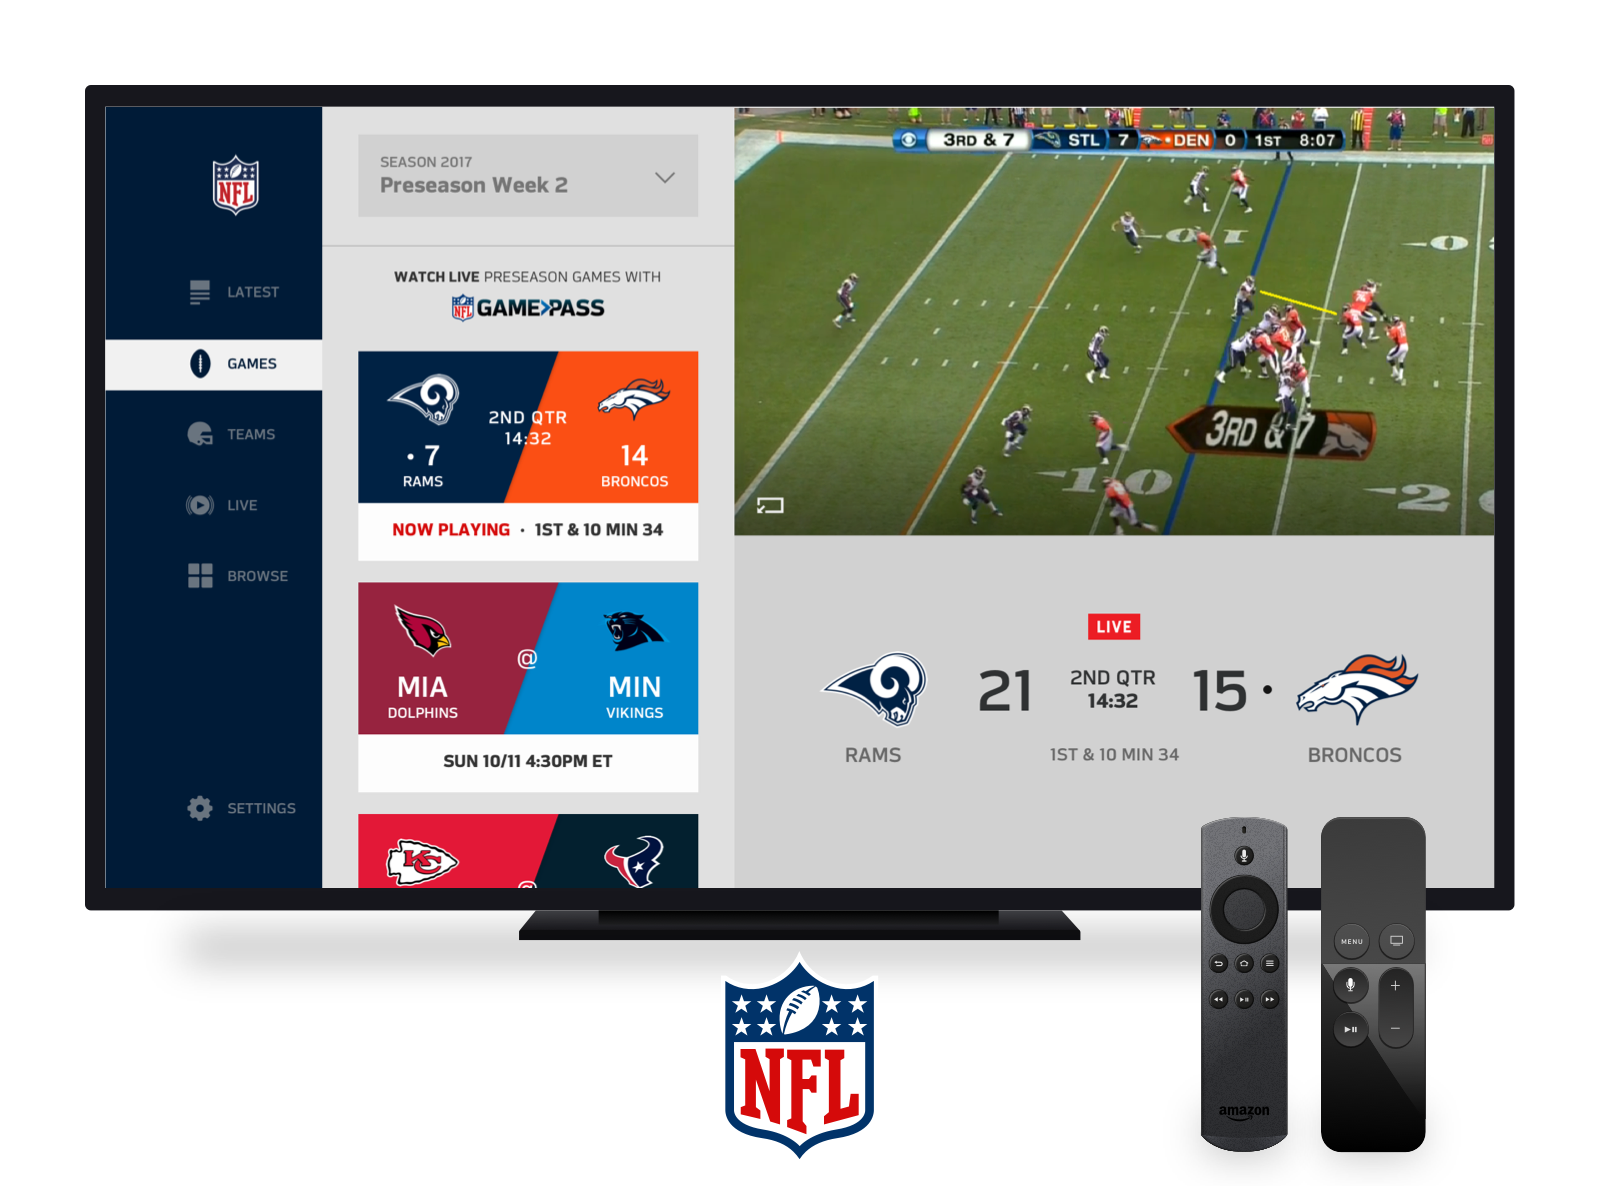 NFL
LATEST
GAMES
TEAMS
LIVE
BROWSE
SETTINGS
SEASON 2017
Preseason Week 2
WATCH LIVE PRESEASON GAMES WITH
NFL GAMEPASS
2ND QTR
14:32
· 7
14
RAMS
BRONCOS
NOW PLAYING · 1ST & 10 MIN 34
@
MIA
MIN
DOLPHINS
VIKINGS
SUN 10/11 4:30PM ET
KC
@
3RD & 7 STL 7 DEN 0 1ST 8:07
10
0
3RD & 7
10
20
LIVE
21
2ND QTR
14:32
15 ·
RAMS
1ST & 10 MIN 34
BRONCOS
NFL
MENU
+
−
amazon